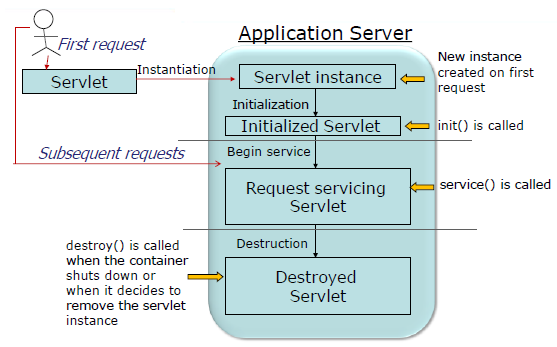 Application Server
First request
Servlet
Instantiation
Servlet instance
New instance
created on first
request
Initialization
Initialized Servlet
init() is called
Subsequent requests
Begin service
Request servicing
Servlet
service() is called
Destruction
destroy() is called
when the container
shuts down or
when it decides to
remove the servlet
instance
Destroyed
Servlet